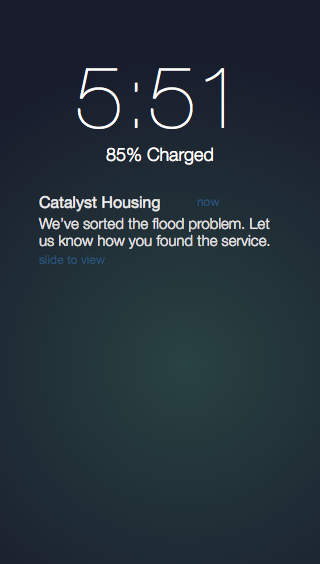 5:51
85% Charged
Catalyst Housing now
We've sorted the flood problem. Let
us know how you found the service.
slide to view